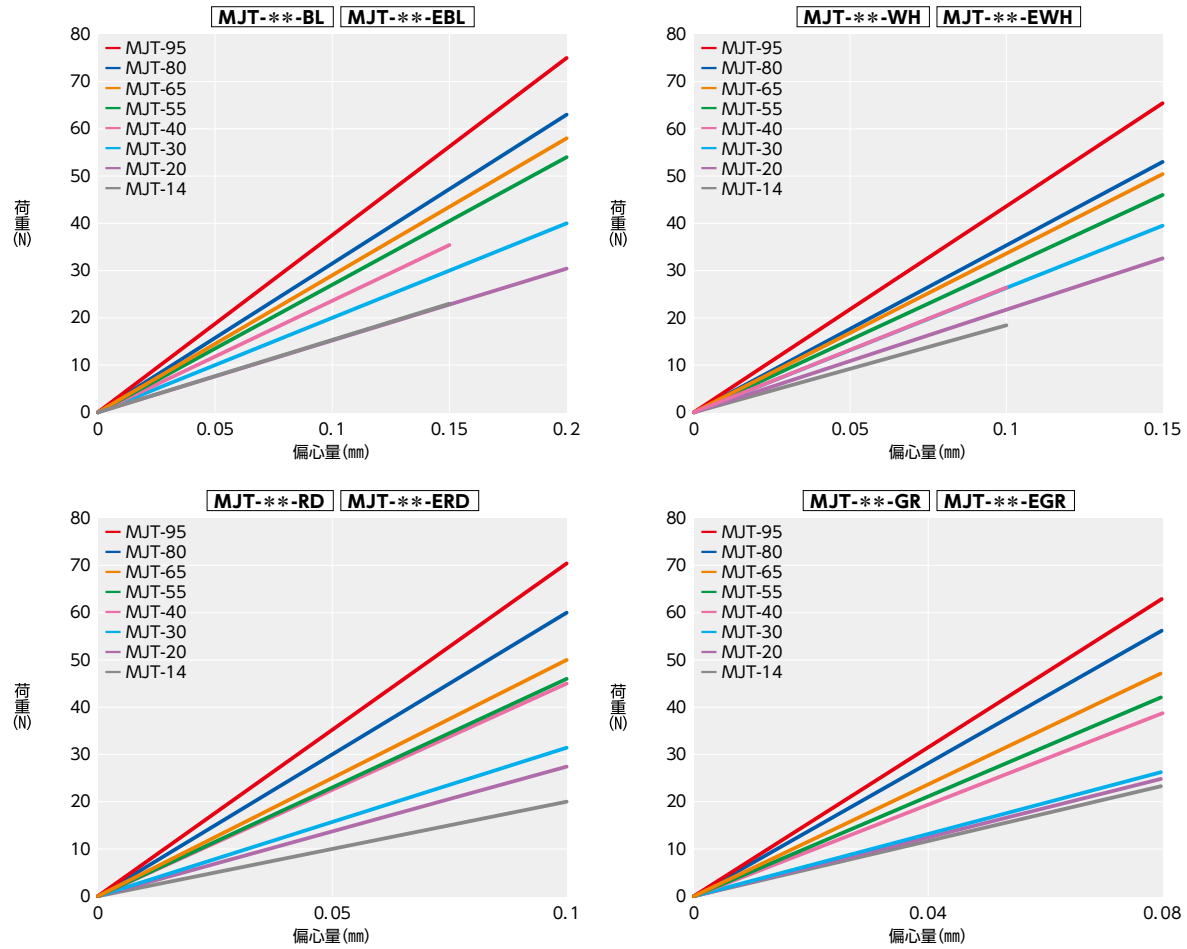 MJT-**-BL MJT-**-EBL
80
70
60
50
40
30
20
10
0
荷重(N)
MJT-95
MJT-80
MJT-65
MJT-55
MJT-40
MJT-30
MJT-20
MJT-14
0 0.05 0.1 0.15 0.2
偏心量(㎜)
MJT-**-WH MJT-**-EWH
80
70
60
50
40
30
20
10
0
荷重(N)
MJT-95
MJT-80
MJT-65
MJT-55
MJT-40
MJT-30
MJT-20
MJT-14
0 0.05 0.1 0.15
偏心量(㎜)
MJT-**-RD MJT-**-ERD
80
70
60
50
40
30
20
10
0
荷重(N)
MJT-95
MJT-80
MJT-65
MJT-55
MJT-40
MJT-30
MJT-20
MJT-14
0 0.05 0.1
偏心量(㎜)
MJT-**-GR MJT-**-EGR
80
70
60
50
40
30
20
10
0
荷重(N)
MJT-95
MJT-80
MJT-65
MJT-55
MJT-40
MJT-30
MJT-20
MJT-14
0 0.04 0.08
偏心量(㎜)